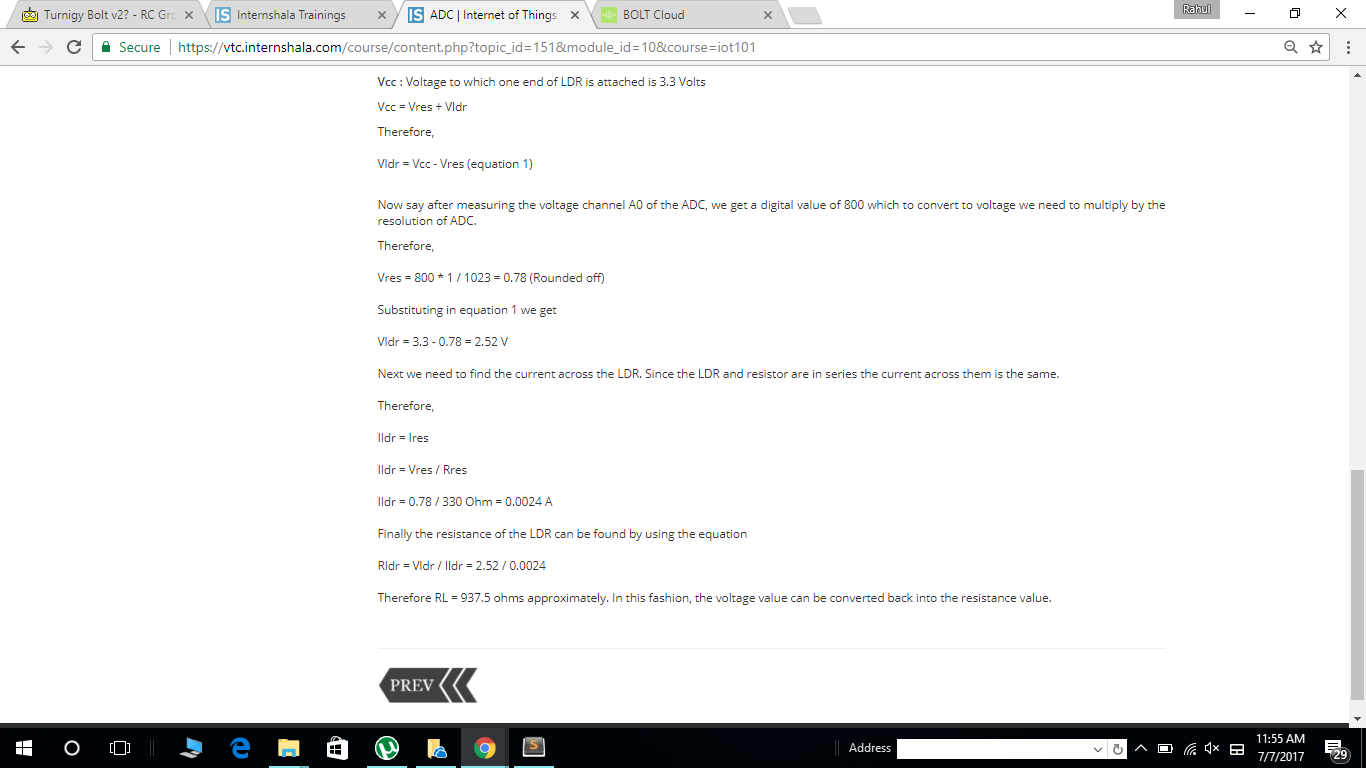 Turnigy Bolt v2? - RC Gro
Internshala Trainings
ADC | Internet of Things
BOLT Cloud
Rahul
Secure
https://vtc.internshala.com/course/content.php?topic_id=151&module_id=10&course=iot101
Vcc : Voltage to which one end of LDR is attached is 3.3 Volts
Vcc = Vres + Vldr
Therefore,
Vldr = Vcc - Vres (equation 1)
Now say after measuring the voltage channel A0 of the ADC, we get a digital value of 800 which to convert to voltage we need to multiply by the
resolution of ADC.
Therefore,
Vres = 800 * 1 / 1023 = 0.78 (Rounded off)
Substituting in equation 1 we get
Vldr = 3.3 - 0.78 = 2.52 V
Next we need to find the current across the LDR. Since the LDR and resistor are in series the current across them is the same.
Therefore,
Ildr = Ires
Ildr = Vres / Rres
Ildr = 0.78 / 330 Ohm = 0.0024 A
Finally the resistance of the LDR can be found by using the equation
Rldr = Vldr / Ildr = 2.52 / 0.0024
Therefore RL = 937.5 ohms approximately. In this fashion, the voltage value can be converted back into the resistance value.
PREV
Address
11:55 AM
7/7/2017
29